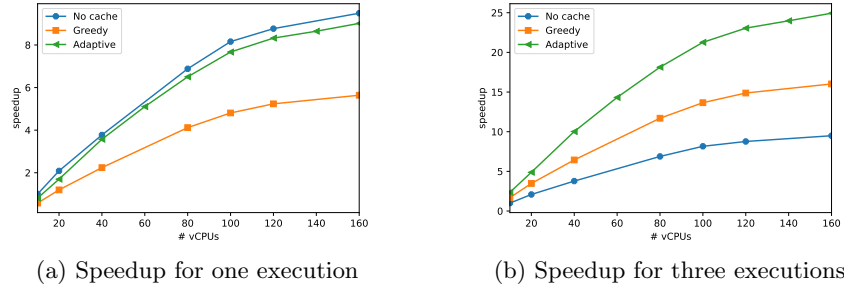 No cache
Greedy
Adaptive
8
6
4
2
speedup
20 40 60 80 100 120 140 160
# vCPUs
(a) Speedup for one execution
No cache
Greedy
Adaptive
25
20
15
10
5
0
speedup
20 40 60 80 100 120 140 160
# vCPUs
(b) Speedup for three executions